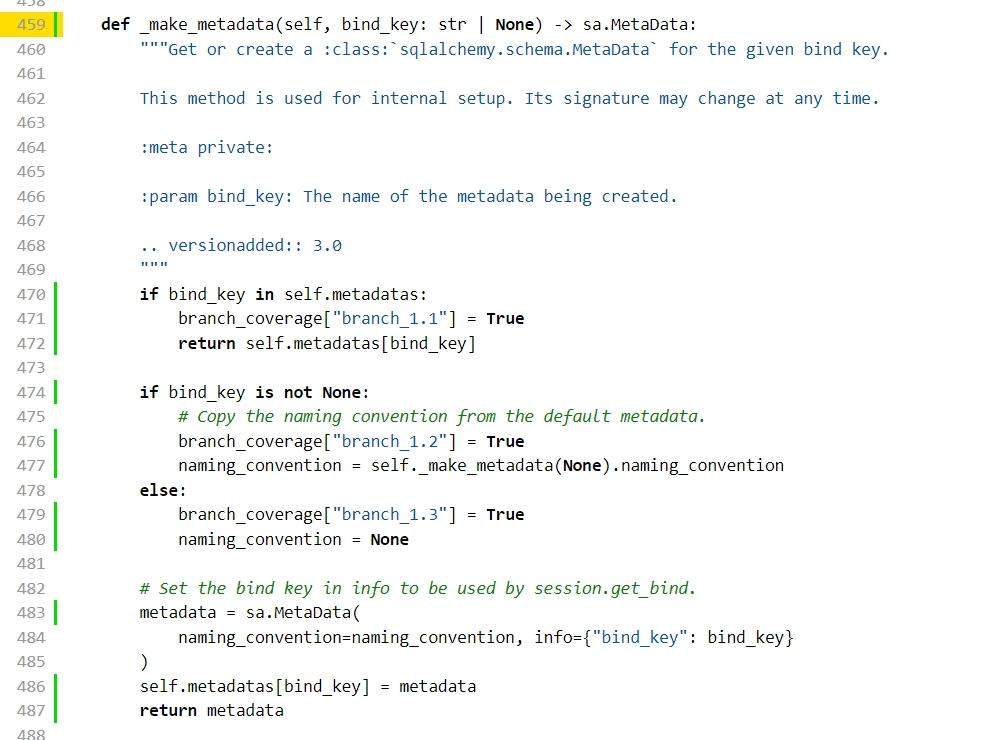 458
459 def _make_metadata(self, bind_key: str | None) -> sa.MetaData:
460 """Get or create a :class:`sqlalchemy.schema.MetaData` for the given bind key.
461
462 This method is used for internal setup. Its signature may change at any time.
463
464 :meta private:
465
466 :param bind_key: The name of the metadata being created.
467
468 .. versionadded:: 3.0
469 """
470 if bind_key in self.metadatas:
471 branch_coverage["branch_1.1"] = True
472 return self.metadatas[bind_key]
473
474 if bind_key is not None:
475 # Copy the naming convention from the default metadata.
476 branch_coverage["branch_1.2"] = True
477 naming_convention = self._make_metadata(None).naming_convention
478 else:
479 branch_coverage["branch_1.3"] = True
480 naming_convention = None
481
482 # Set the bind key in info to be used by session.get_bind.
483 metadata = sa.MetaData(
484 naming_convention=naming_convention, info={"bind_key": bind_key}
485 )
486 self.metadatas[bind_key] = metadata
487 return metadata
488